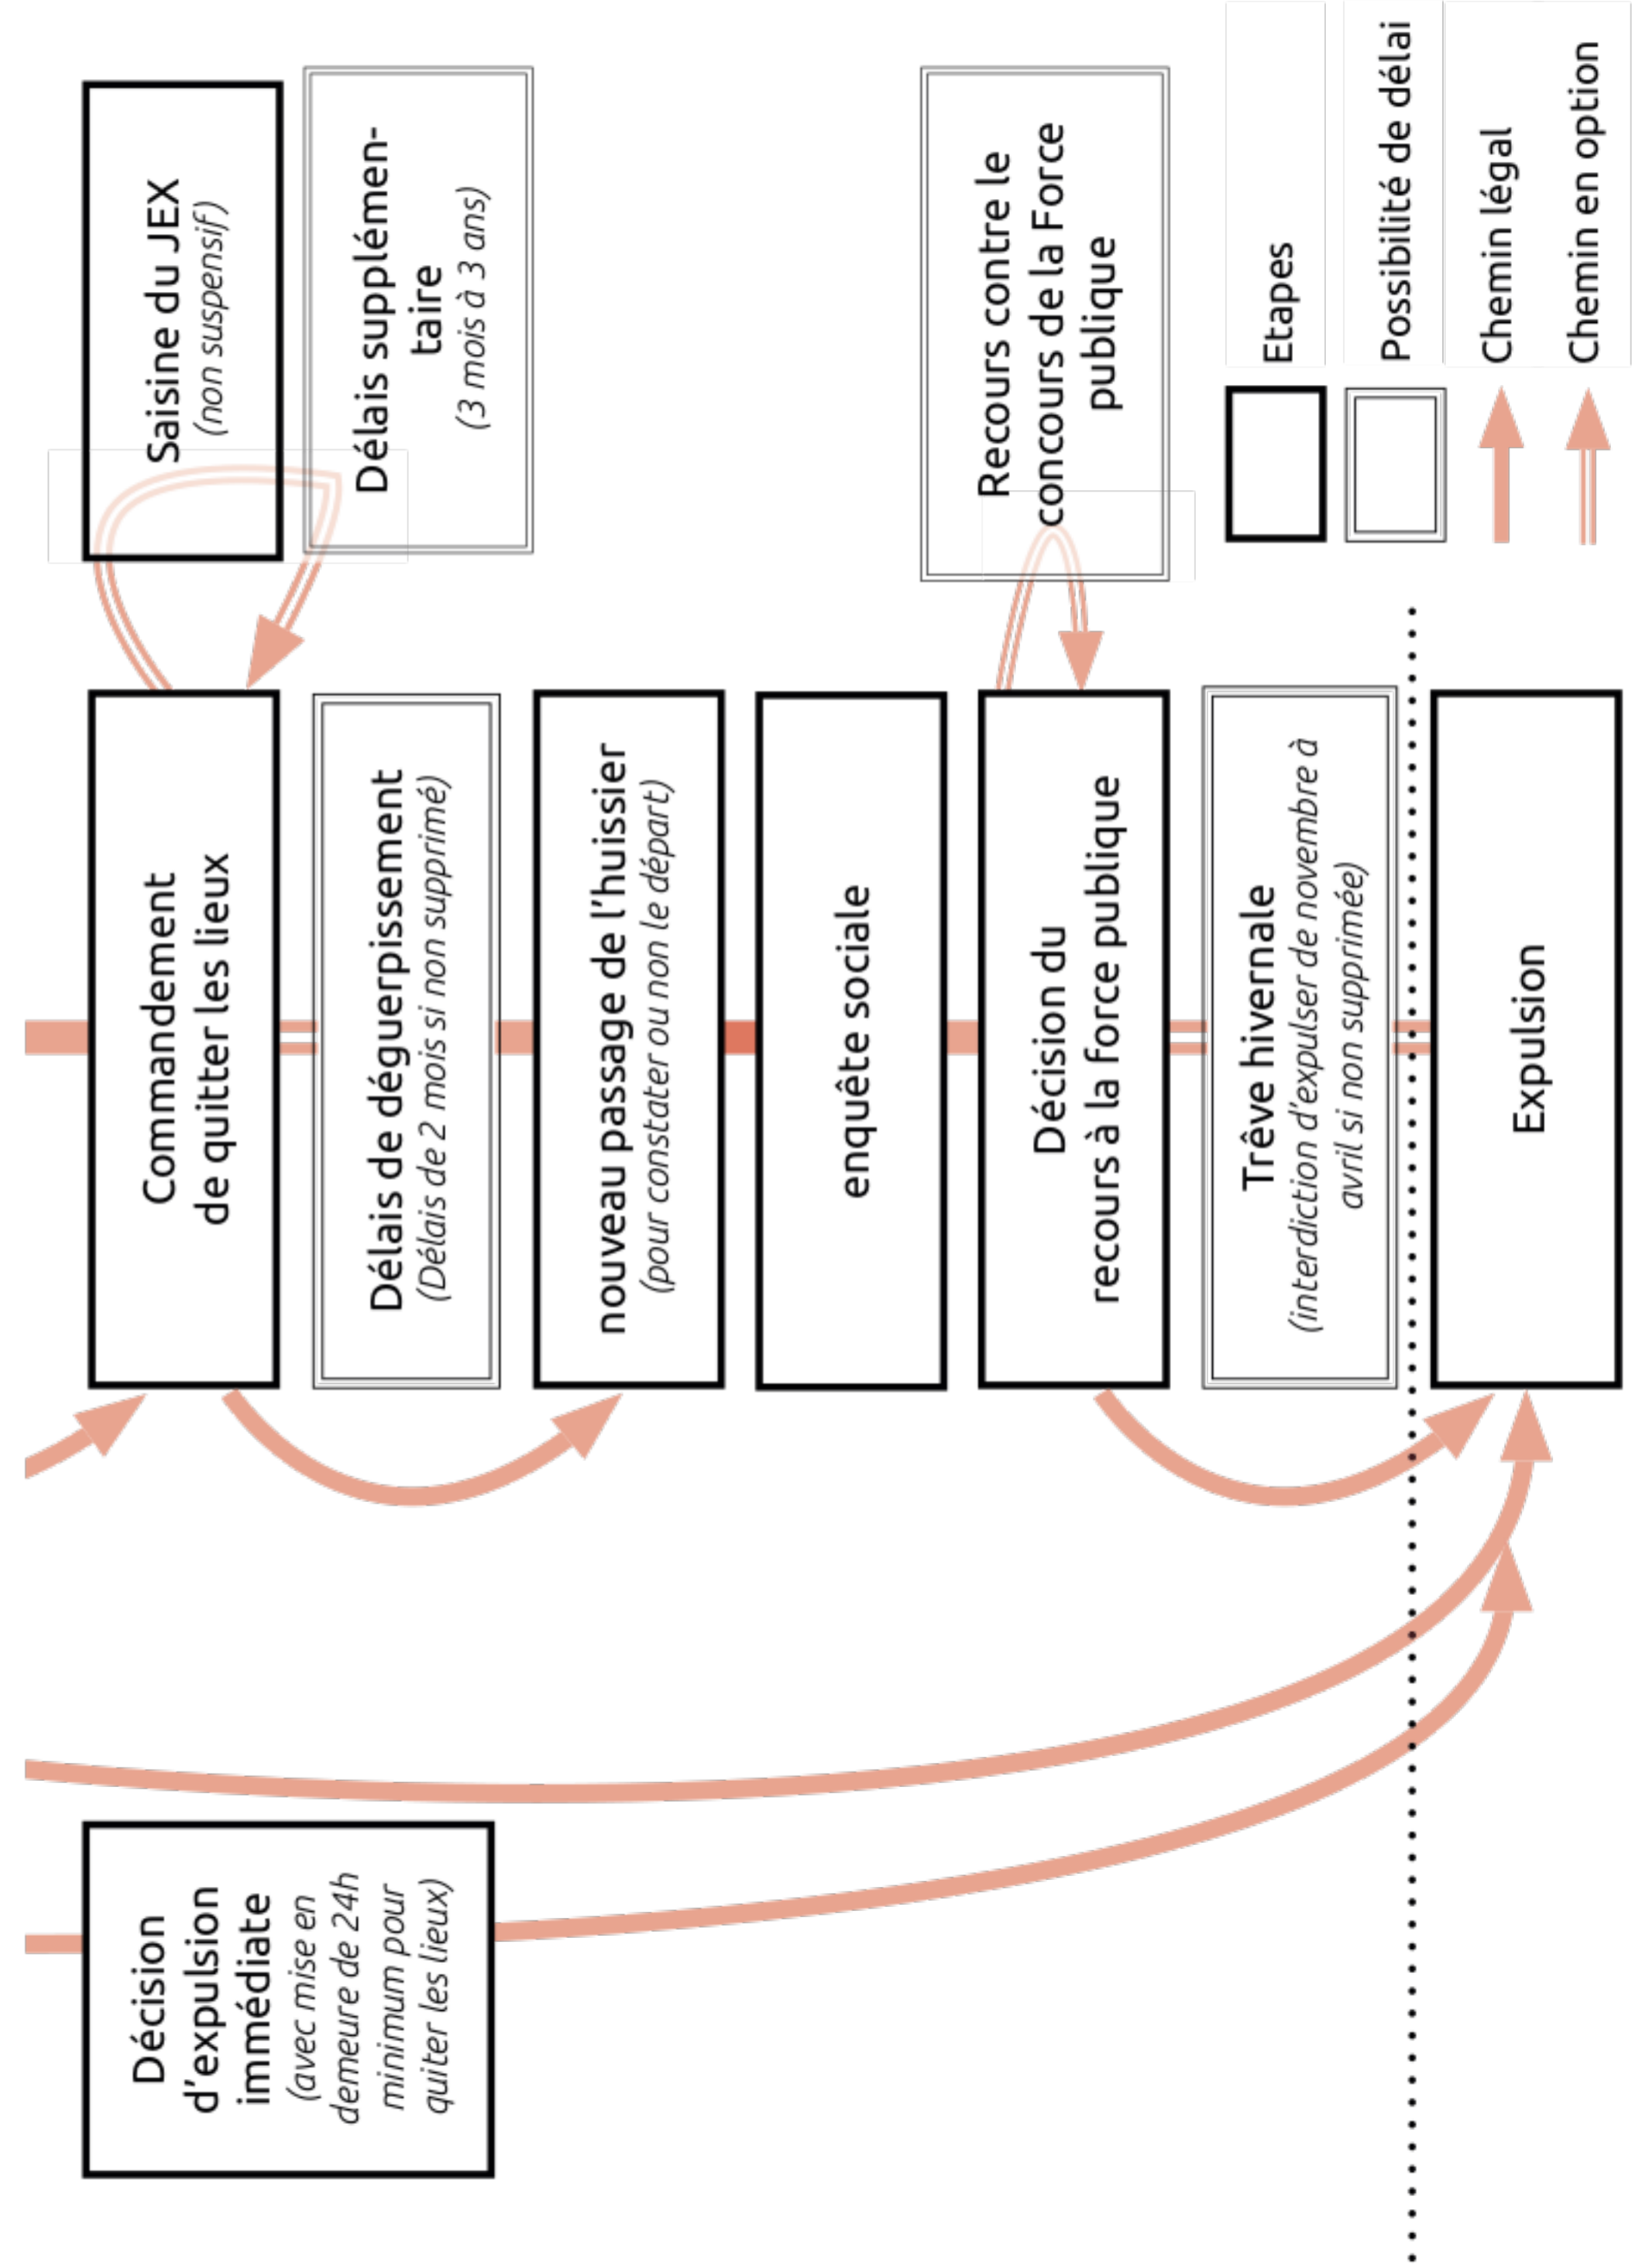 Décision
d'expulsion
immédiate
(avec mise en
demeure de 24h
minimum pour
quiter les lieux)
Commandement
de quitter les lieux
Délais de déguerpissement
(Délais de 2 mois si non supprimé)
nouveau passage de l'huissier
(pour constater ou non le départ)
enquête sociale
Décision du
recours à la force publique
Trêve hivernale
(interdiction d'expulser de novembre à
avril si non supprimée)
Expulsion
Saisine du JEX
(non suspensif)
Délais supplémen-
taire
(3 mois à 3 ans)
Recours contre le
concours de la Force
publique
Etapes
Possibilité de délai
Chemin légal
Chemin en option